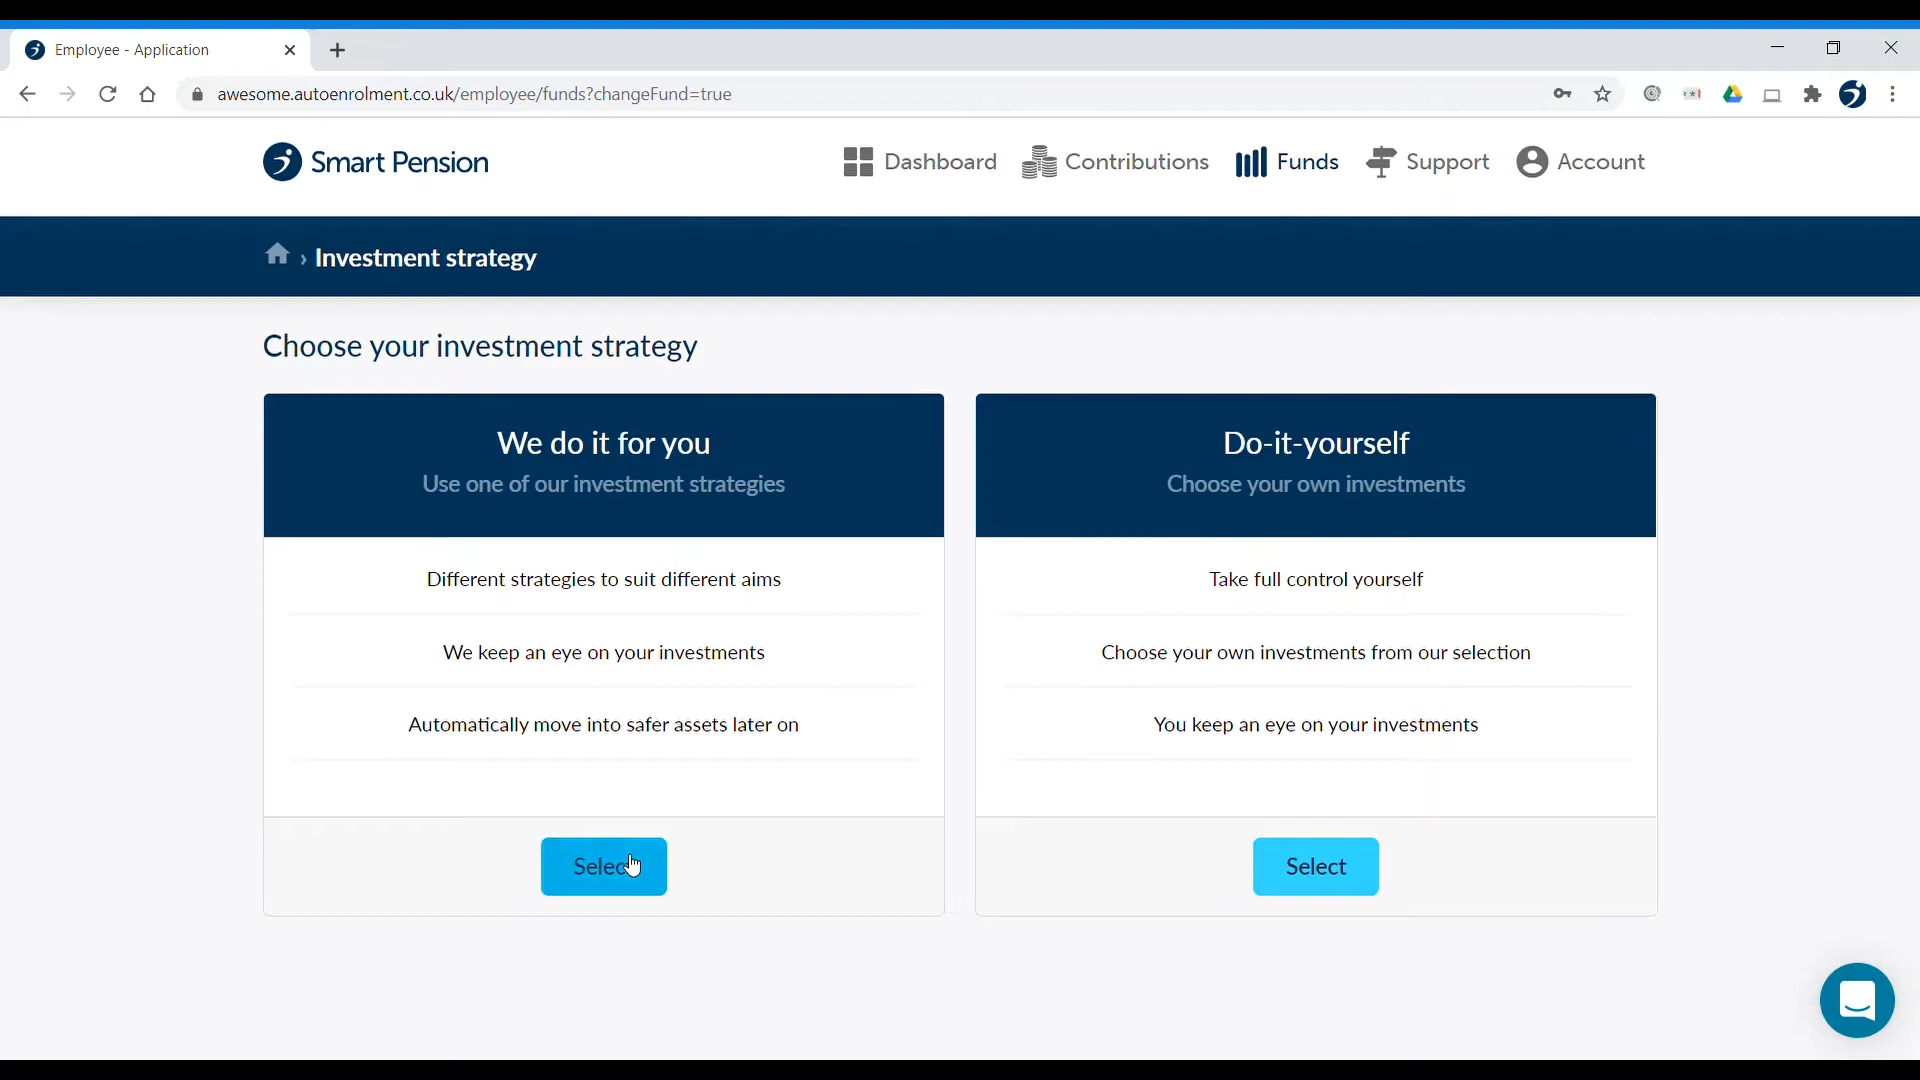 Employee - Application
awesome.autoenrolment.co.uk/employee/funds?changeFund=true
Smart Pension
Dashboard
Contributions
Funds
Support
Account
› Investment strategy
Choose your investment strategy
We do it for you
Use one of our investment strategies
Different strategies to suit different aims
We keep an eye on your investments
Automatically move into safer assets later on
Select
Do-it-yourself
Choose your own investments
Take full control yourself
Choose your own investments from our selection
You keep an eye on your investments
Select